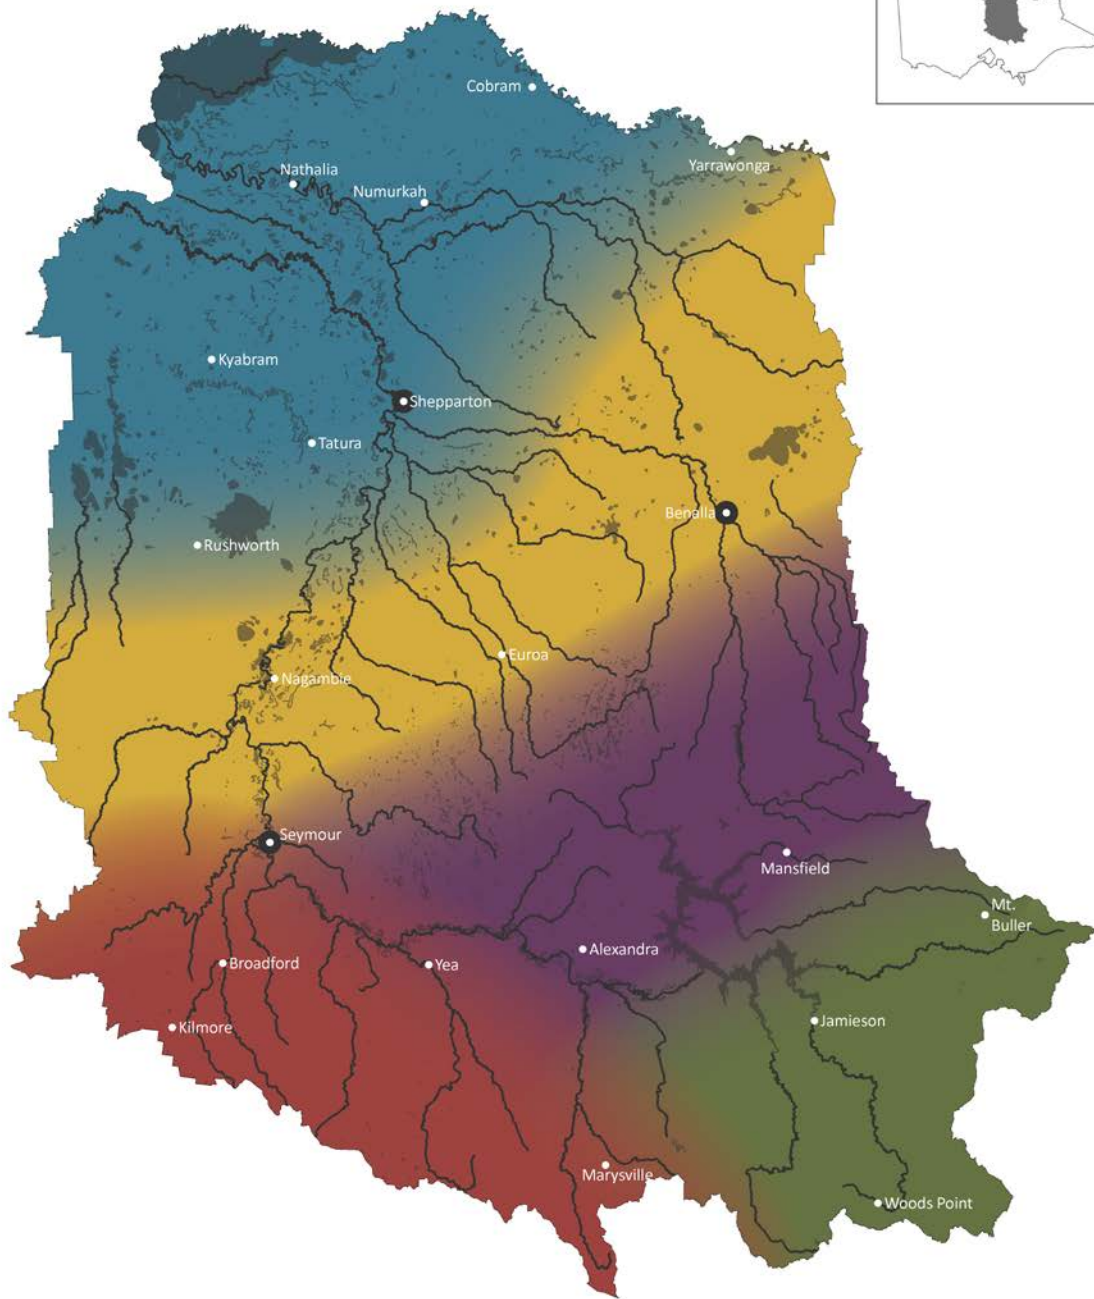 Cobram
Yarrawonga
Nathalia
Numurkah
Kyabram
Shepparton
Tatura
Benalla
Rushworth
Euroa
Nagambie
Seymour
Mansfield
Mt.
Buller
Alexandra
Broadford
Yea
Jamieson
Kilmore
Marysville
Woods Point